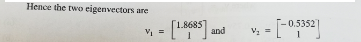 Hence the two eigenvectors are
v₁ = [1.8685 1] and v₂ = [-0.5352 1]